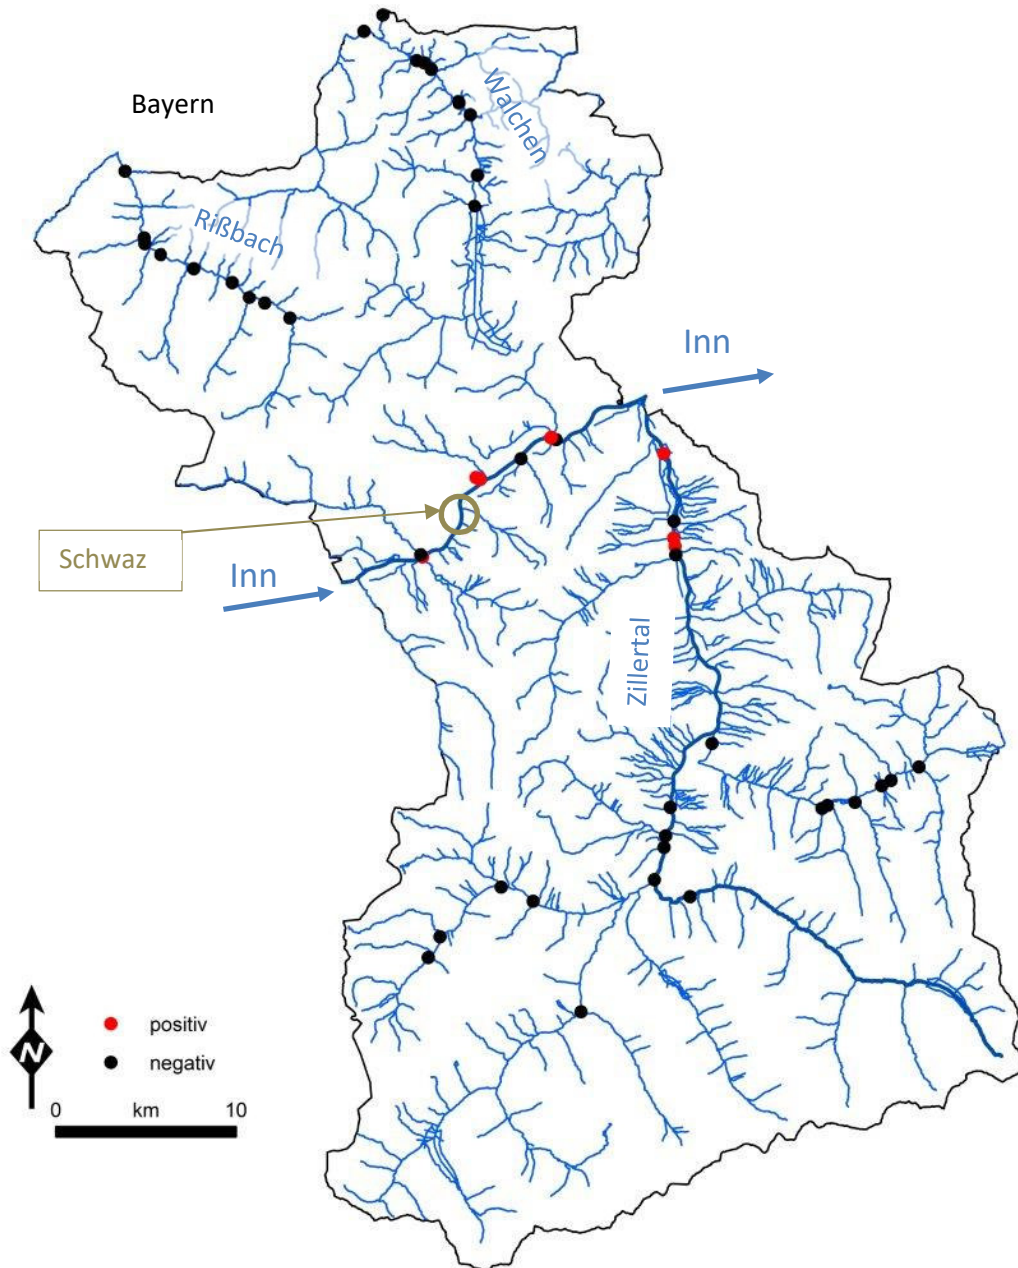 Bayern
Walchen
Rißbach
Inn
Schwaz
Inn
Zillertal
N
positiv
negativ
0 km 10